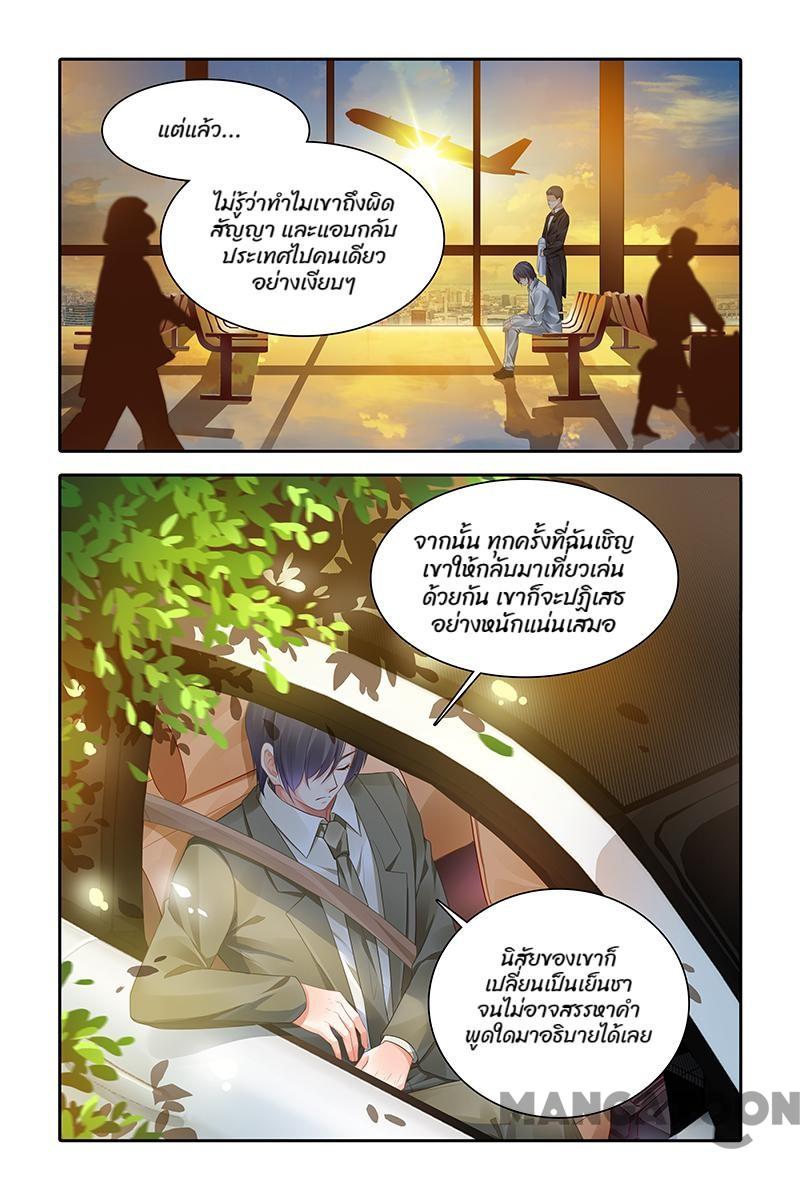 แต่แล้ว...
ไม่รู้ว่าทำไมเขาถึงผิด
สัญญา และแอบกลับ
ประเทศไปคนเดียว
อย่างเงียบๆ
จากนั้น ทุกครั้งที่ฉันเชิญ
เขาให้กลับมาเที่ยวเล่น
ด้วยกัน เขาก็จะปฏิเสธ
อย่างหนักแน่นเสมอ
นิสัยของเขาก็
เปลี่ยนเป็นเย็นชา
จนไม่อาจสรรหาคำ
พูดใดมาอธิบายได้เลย
MANGATOON